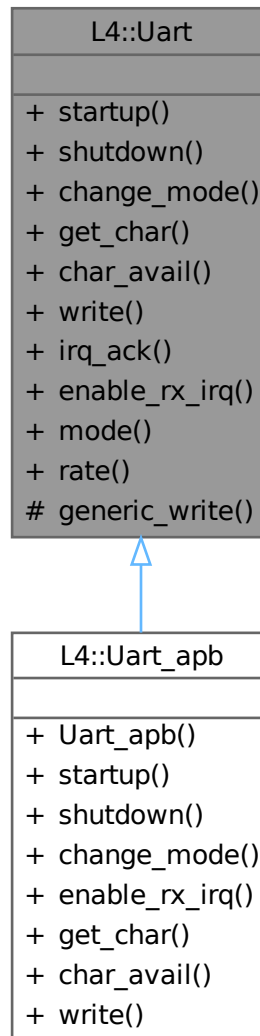 L4::Uart
+ startup()
+ shutdown()
+ change_mode()
+ get_char()
+ char_avail()
+ write()
+ irq_ack()
+ enable_rx_irq()
+ mode()
+ rate()
# generic_write()
L4::Uart_apb
+ Uart_apb()
+ startup()
+ shutdown()
+ change_mode()
+ enable_rx_irq()
+ get_char()
+ char_avail()
+ write()